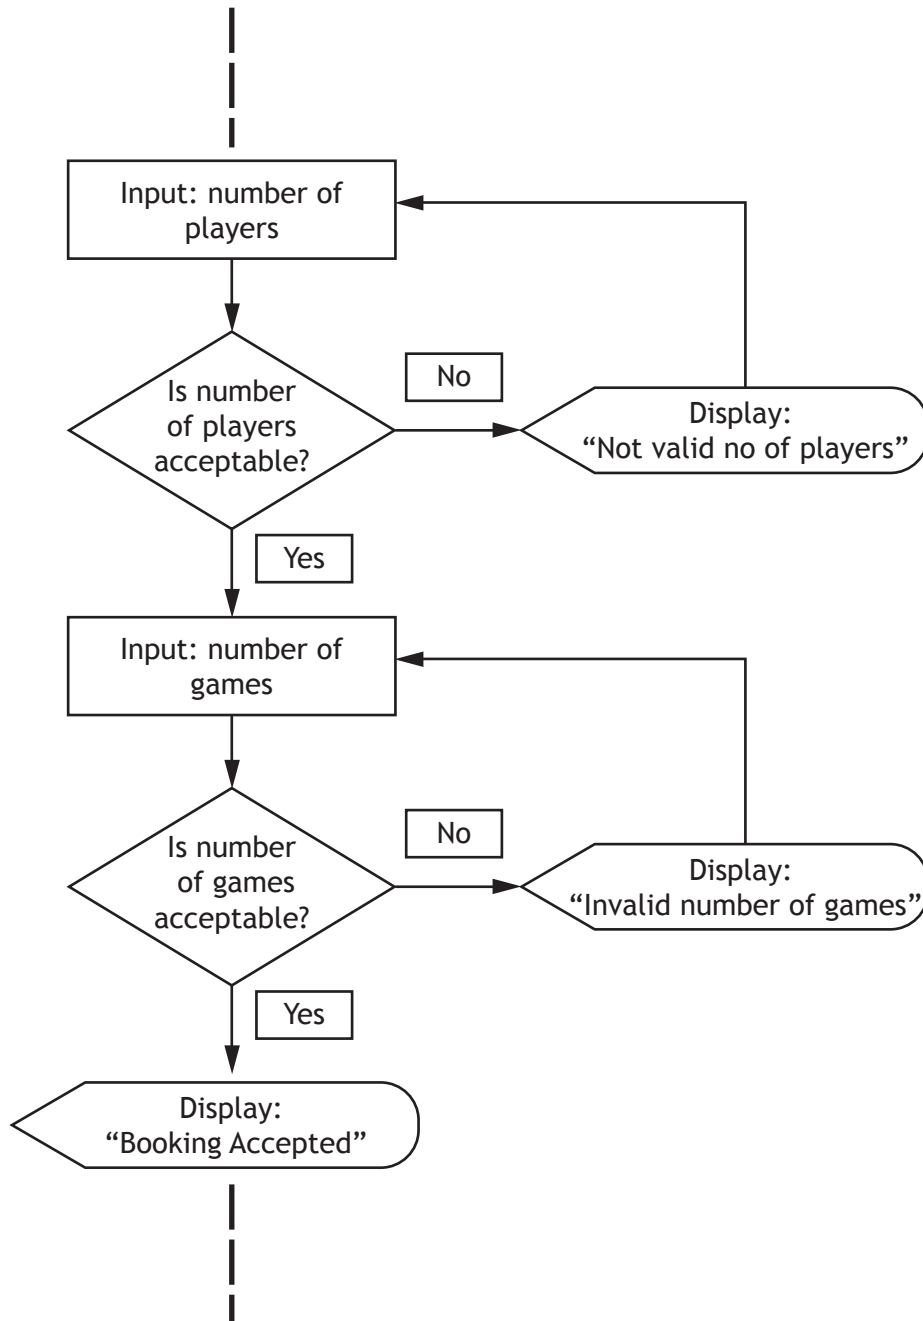 Input: number of
players
Is number
of players
acceptable?
No
Display:
“Not valid no of players”
Yes
Input: number of
games
Is number
of games
acceptable?
No
Display:
“Invalid number of games”
Yes
Display:
“Booking Accepted”